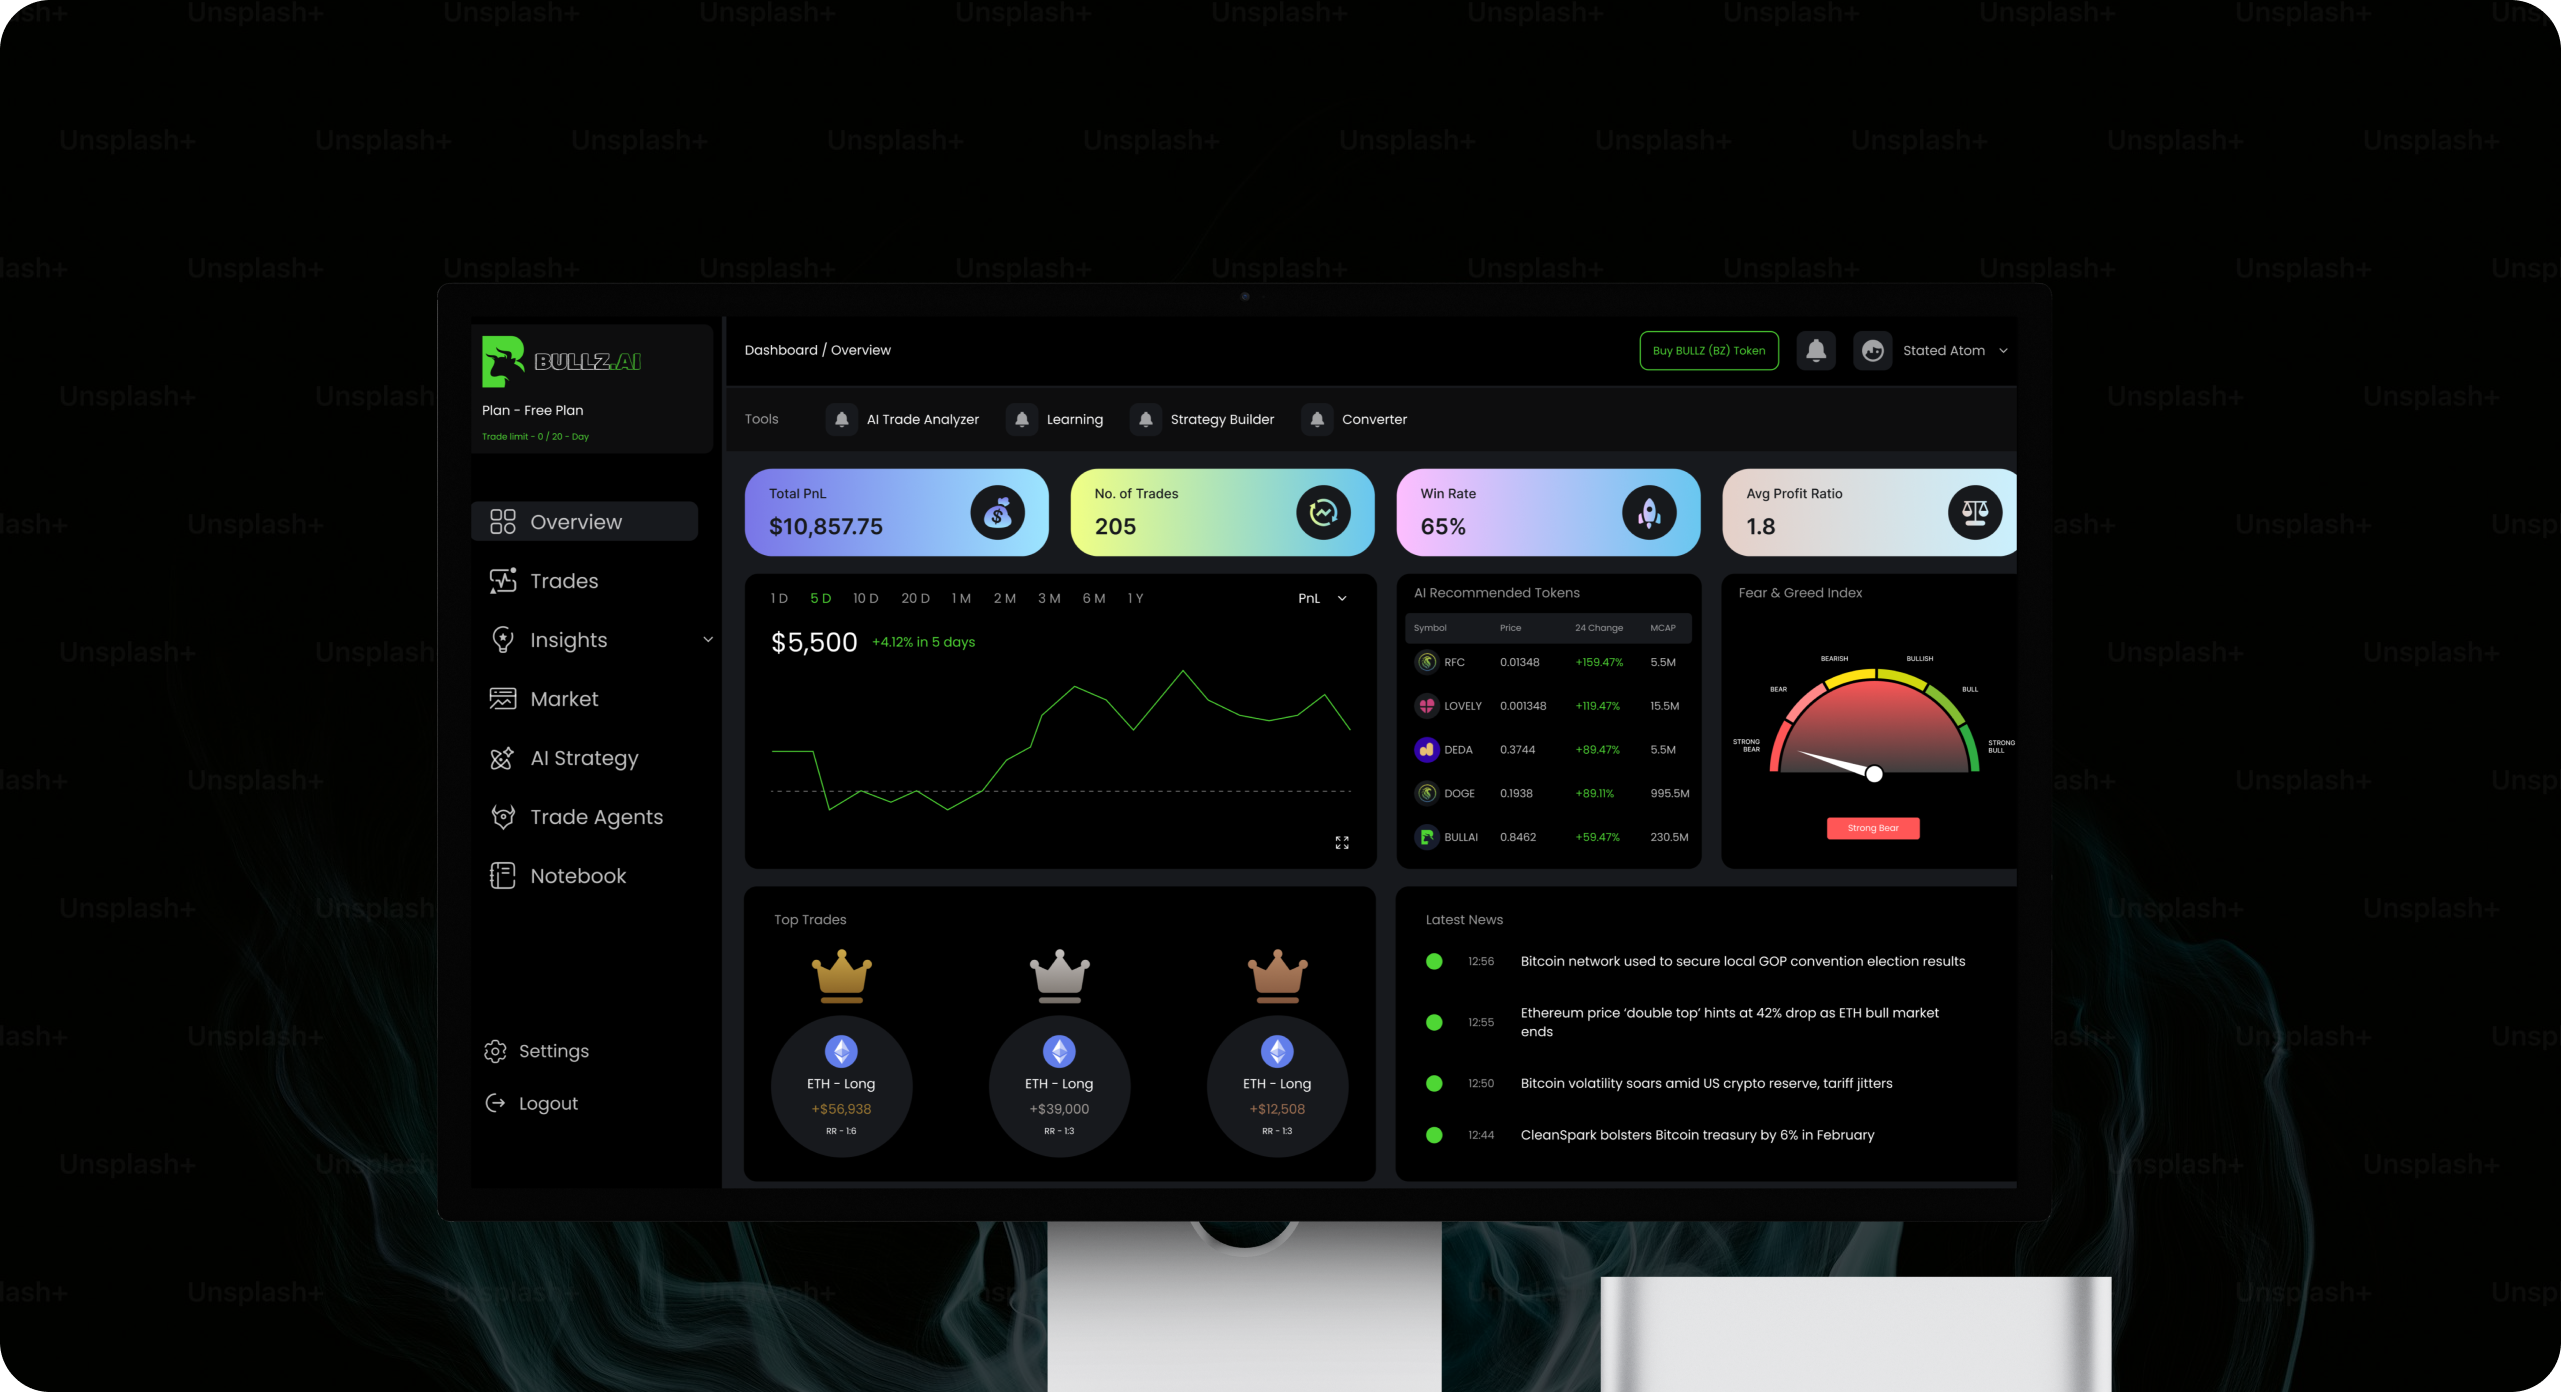 BULLZ.AI
Plan - Free Plan
Trade limit - 0 / 20 - Day
Overview
Trades
Insights
Market
AI Strategy
Trade Agents
Notebook
Settings
Logout
Dashboard / Overview
Buy BULLZ (BZ) Token
Stated Atom
Tools
AI Trade Analyzer
Learning
Strategy Builder
Converter
Total PnL
$10,857.75
No. of Trades
205
Win Rate
65%
Avg Profit Ratio
1.8
1 D 5 D 10 D 20 D 1 M 2 M 3 M 6 M 1 Y
PnL
$5,500 +4.12% in 5 days
AI Recommended Tokens
Symbol Price 24 Change MCAP
RFC 0.01348 +159.47% 5.5M
LOVELY 0.001348 +119.47% 15.5M
DEDA 0.3744 +89.47% 5.5M
DOGE 0.1938 +89.11% 995.5M
BULLAI 0.8462 +59.47% 230.5M
Fear & Greed Index
STRONG
BEAR
BEAR
BEARISH
BULLISH
BULL
STRONG
BULL
Strong Bear
Top Trades
ETH - Long
+$56,938
RR - 1:6
ETH - Long
+$39,000
RR - 1:3
ETH - Long
+$12,508
RR - 1:3
Latest News
12:56 Bitcoin network used to secure local GOP convention election results
12:55 Ethereum price ‘double top’ hints at 42% drop as ETH bull market
ends
12:50 Bitcoin volatility soars amid US crypto reserve, tariff jitters
12:44 CleanSpark bolsters Bitcoin treasury by 6% in February
Unsplash+